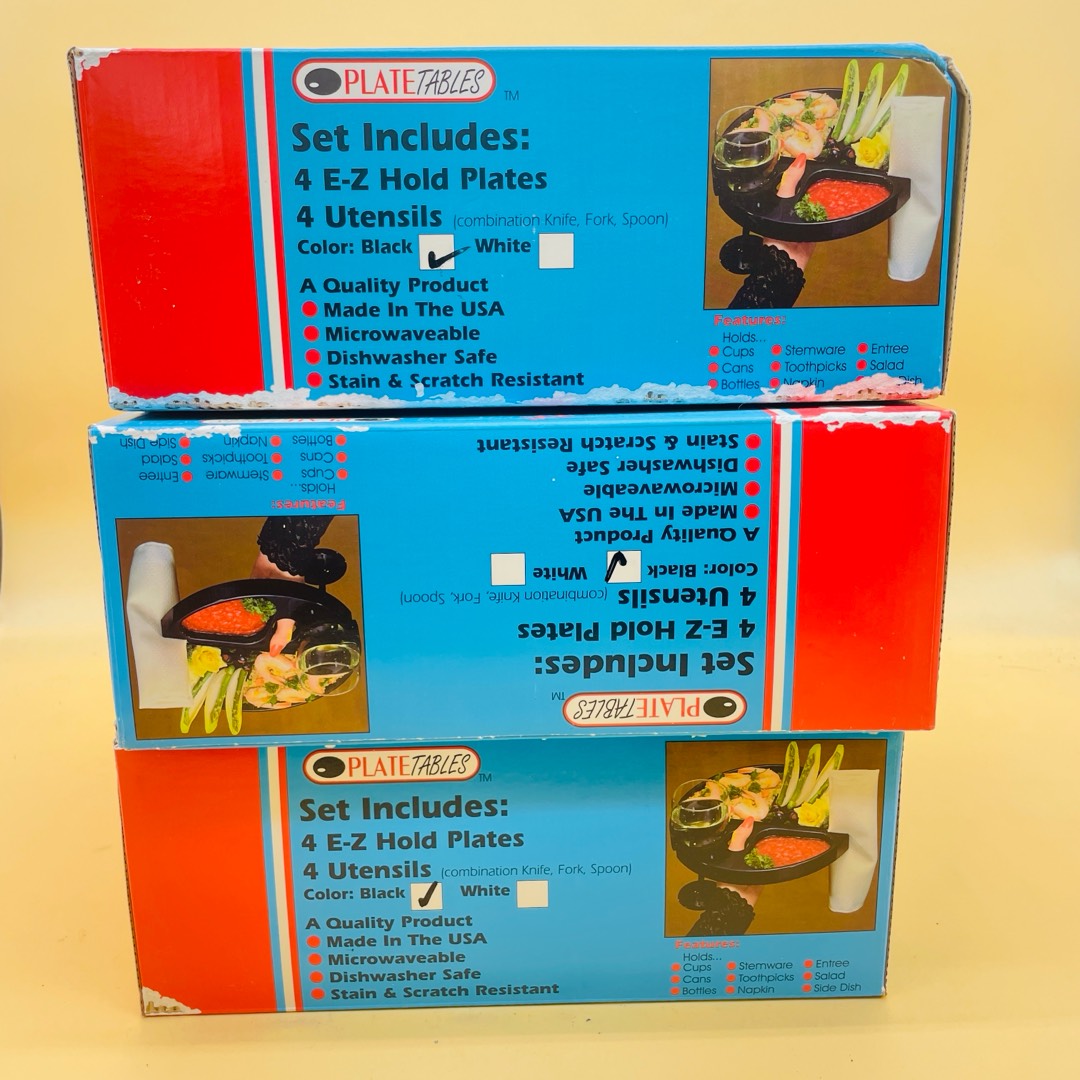 PLATETABLES TM
Set Includes:
4 E-Z Hold Plates
4 Utensils (combination Knife, Fork, Spoon)
Color: Black White
A Quality Product
Made In The USA
Microwaveable
Dishwasher Safe
Stain & Scratch Resistant
Features:
Holds...
Cups Stemware Entree
Cans Toothpicks Salad
Bottles Napkin Dish
PLATETABLES TM
Set Includes:
4 E-Z Hold Plates
4 Utensils (combination Knife, Fork, Spoon)
Color: Black White
A Quality Product
Made In The USA
Microwaveable
Dishwasher Safe
Stain & Scratch Resistant
Features:
Holds...
Cups Stemware Entree
Cans Toothpicks Salad
Bottles Napkin Side Dish
PLATETABLES TM
Set Includes:
4 E-Z Hold Plates
4 Utensils (combination Knife, Fork, Spoon)
Color: Black White
A Quality Product
Made In The USA
Microwaveable
Dishwasher Safe
Stain & Scratch Resistant
Features:
Holds...
Cups Stemware Entree
Cans Toothpicks Salad
Bottles Napkin Side Dish